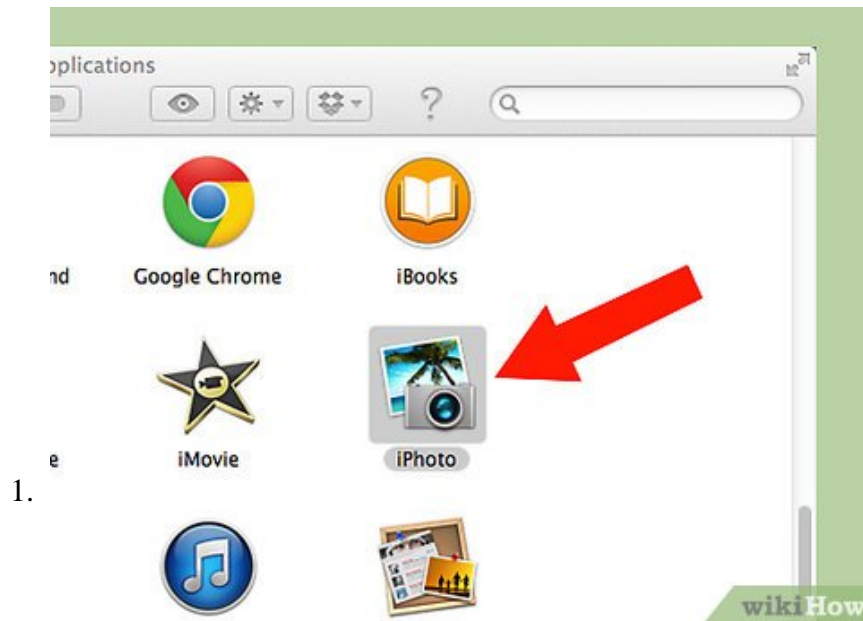 pplications
?
Google Chrome
iBooks
nd
iMovie
iPhoto
e
1.
wikiHow